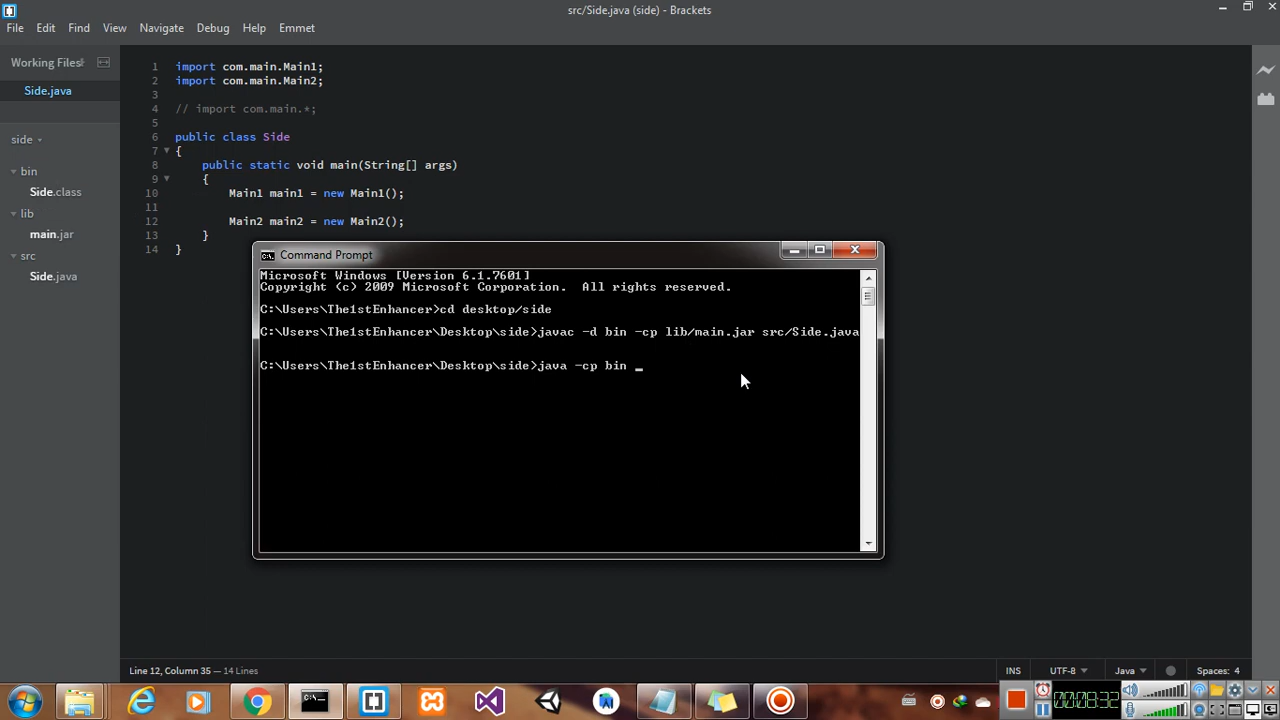 src/Side.java (side) - Brackets
File Edit Find View Navigate Debug Help Emmet
Working Files
Side.java
side
bin
Side.class
lib
main.jar
src
Side.java
1 import com.main.Main1;
2 import com.main.Main2;
3
4 // import com.main.*;
5
6 public class Side
7 {
8 public static void main(String[] args)
9 {
10 Main1 main1 = new Main1();
11
12 Main2 main2 = new Main2();
13 }
14 }
C:\. Command Prompt
Microsoft Windows [Version 6.1.7601]
Copyright (c) 2009 Microsoft Corporation.  All rights reserved.
C:\Users\The1stEnhancer>cd desktop/side
C:\Users\The1stEnhancer\Desktop\side>javac -d bin -cp lib/main.jar src/Side.java
C:\Users\The1stEnhancer\Desktop\side>java -cp bin _
Line 12, Column 35 — 14 Lines
INS UTF-8 Java Spaces: 4
00:08:32